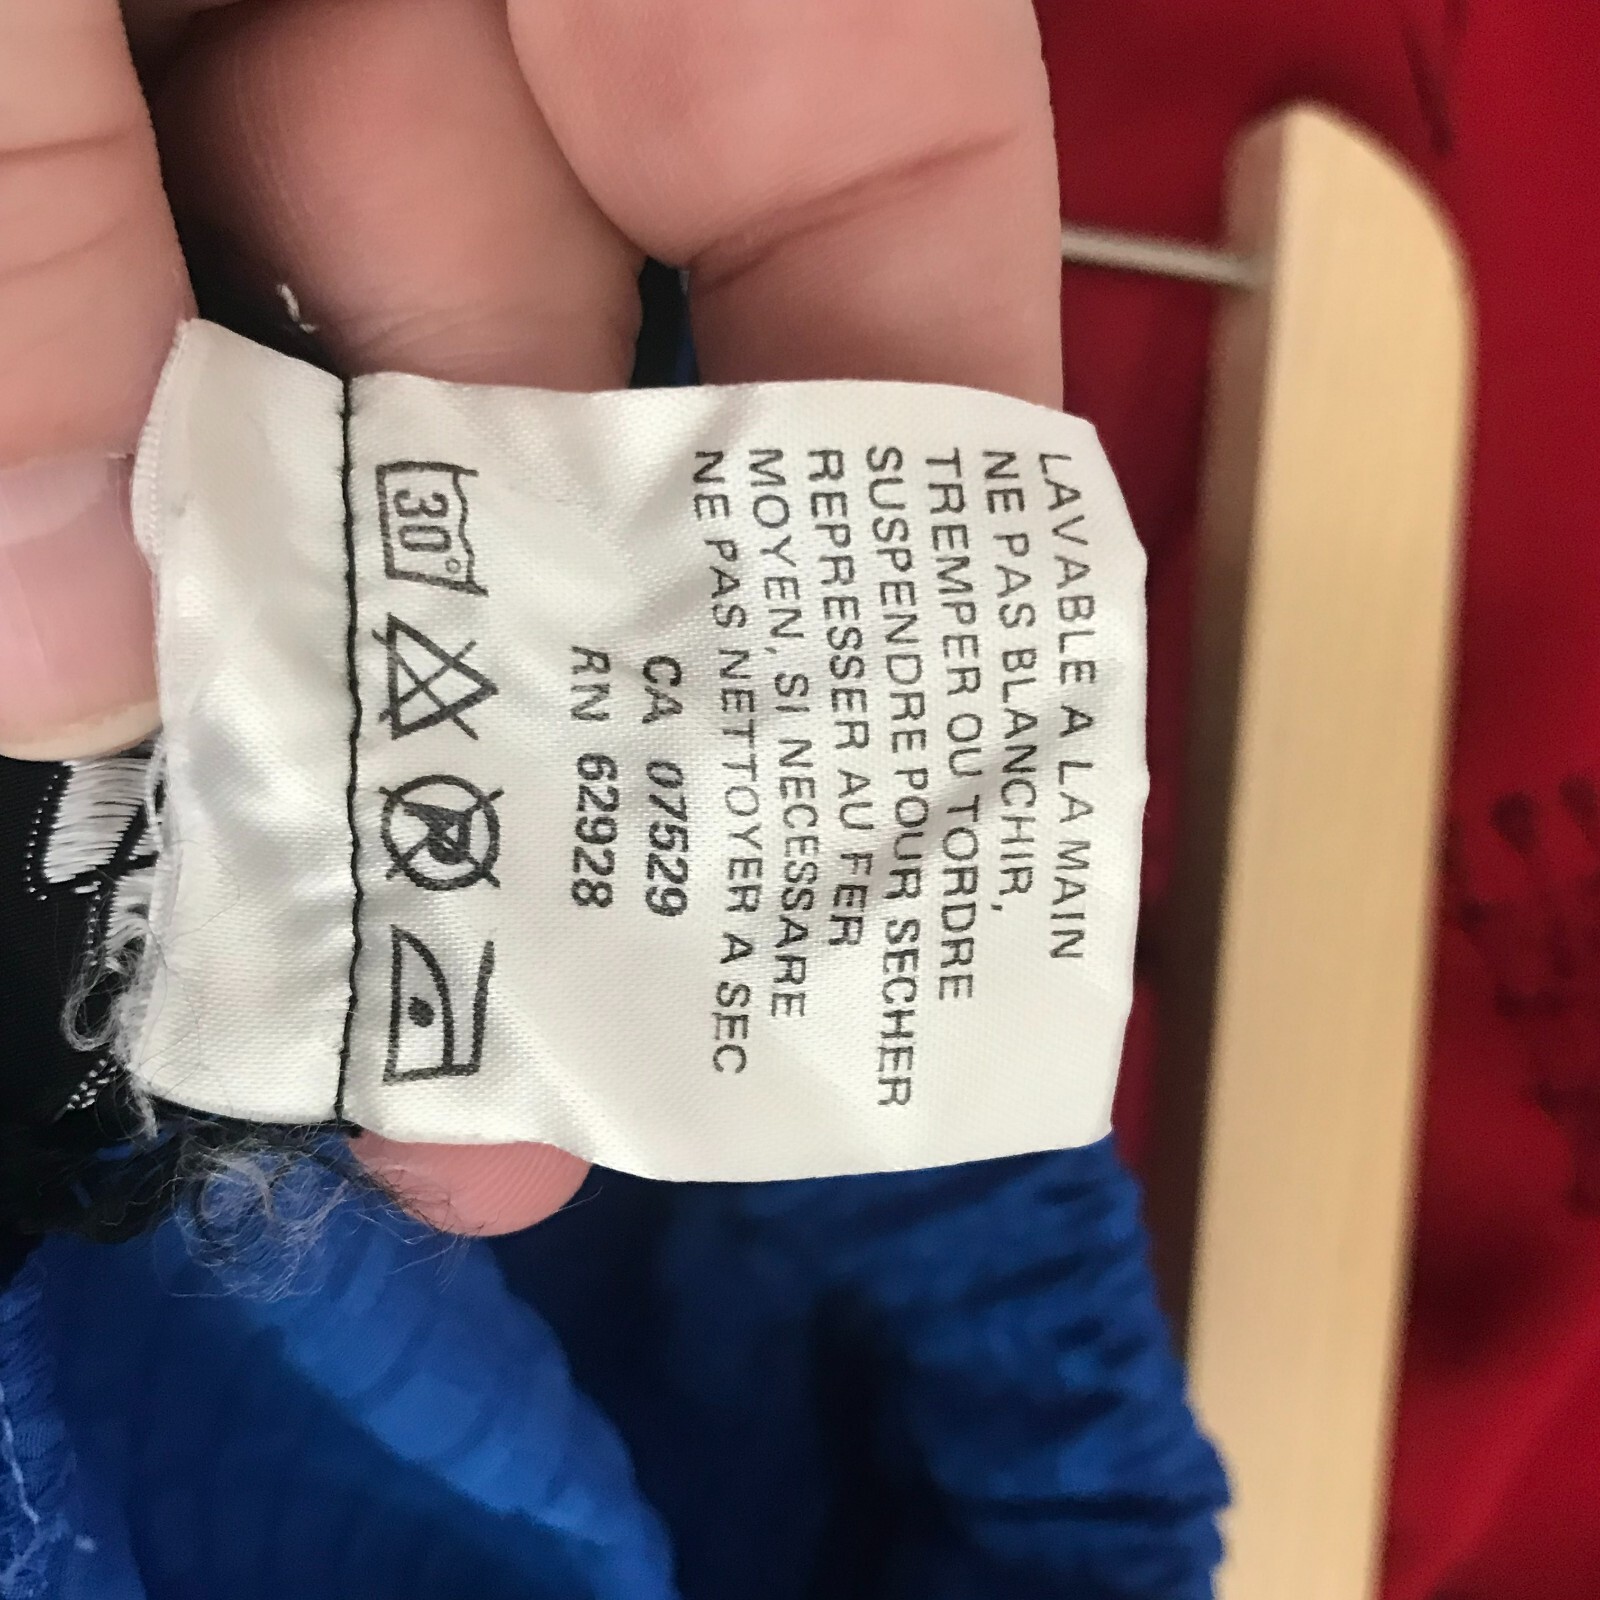 LAVABLE A LA MAIN
NE PAS BLANCHIR,
TREMPER OU TORDRE
SUSPENDRE POUR SECHER
REPRESSER AU FER
MOYEN, SI NECESSARE
NE PAS NETTOYER A SEC
CA 07529
RN 62928
30°
P